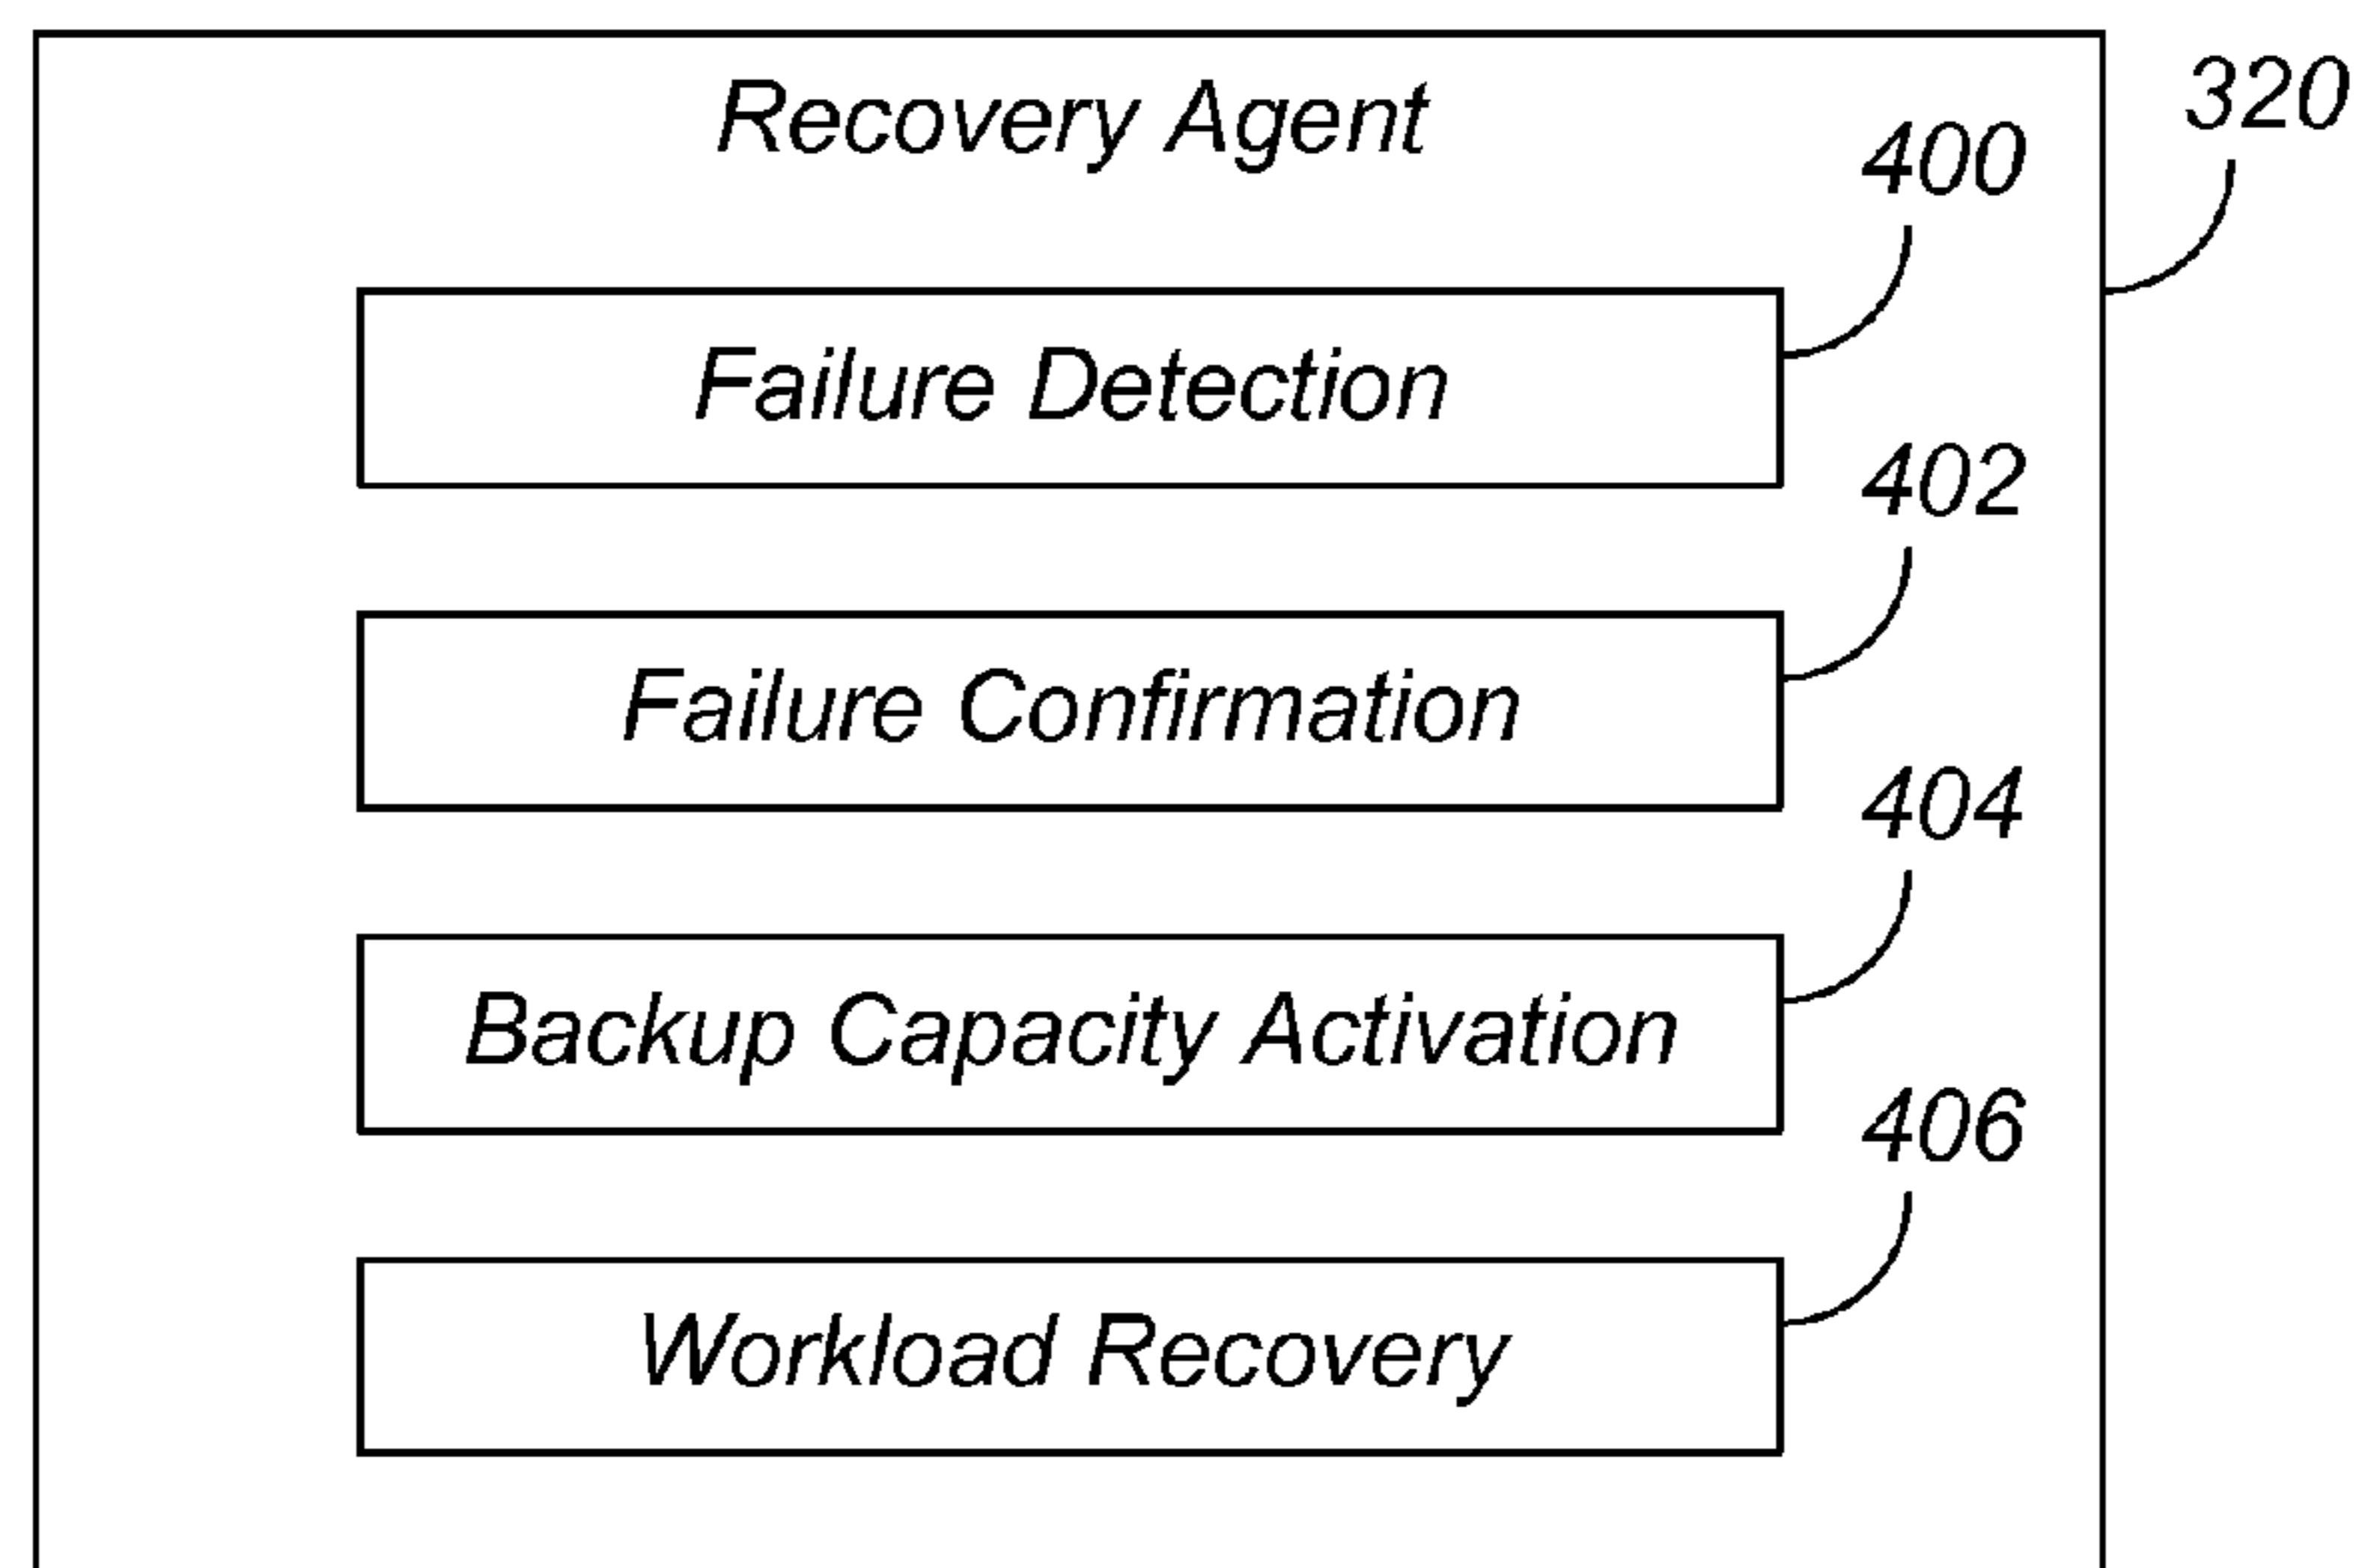 Recovery Agent
320
400
Failure Detection
402
Failure Confirmation
404
Backup Capacity Activation
406
Workload Recovery